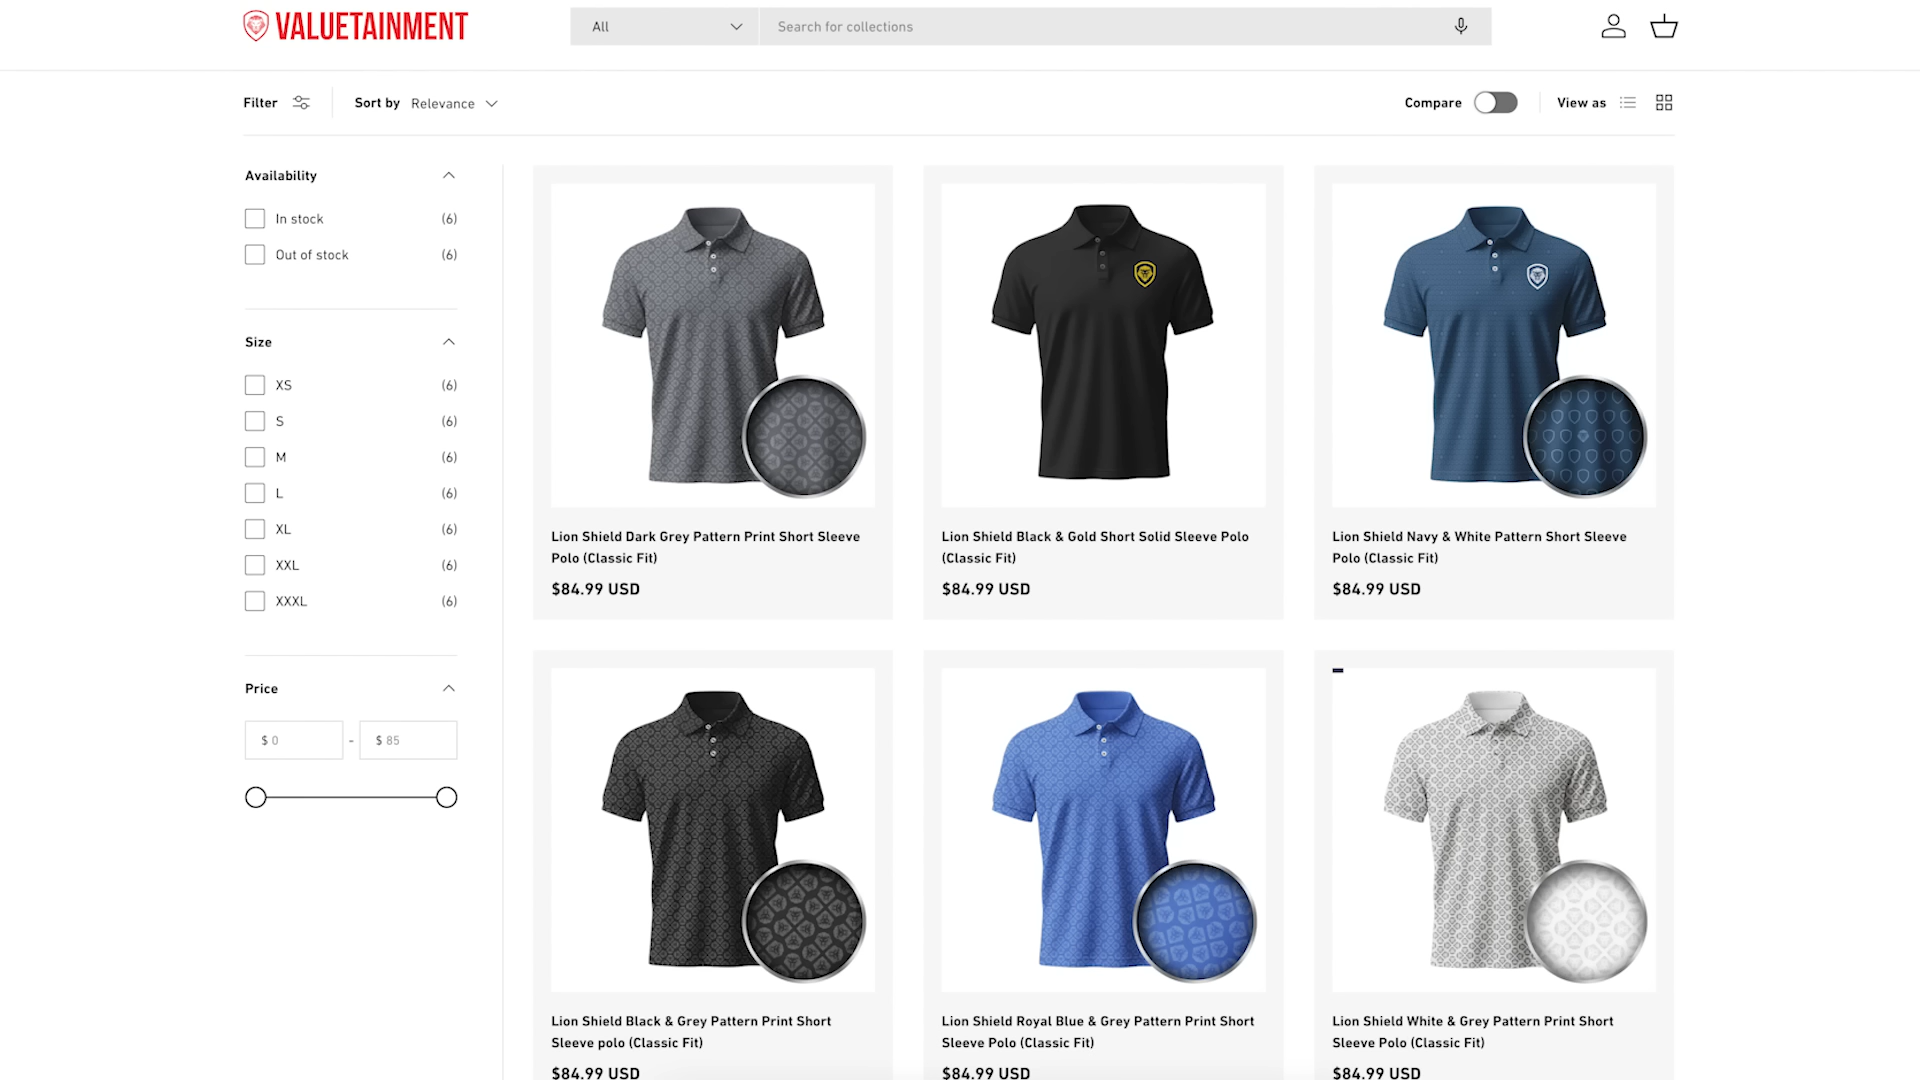 VALUETAINMENT
All
Search for collections
Filter
Sort by Relevance
Compare
View as
Availability
In stock (6)
Out of stock (6)
Size
XS (6)
S (6)
M (6)
L (6)
XL (6)
XXL (6)
XXXL (6)
Price
$ 0 - $ 85
Lion Shield Dark Grey Pattern Print Short Sleeve
Polo (Classic Fit)
$84.99 USD
Lion Shield Black & Gold Short Solid Sleeve Polo
(Classic Fit)
$84.99 USD
Lion Shield Navy & White Pattern Short Sleeve
Polo (Classic Fit)
$84.99 USD
Lion Shield Black & Grey Pattern Print Short
Sleeve polo (Classic Fit)
$84.99 USD
Lion Shield Royal Blue & Grey Pattern Print Short
Sleeve Polo (Classic Fit)
$84.99 USD
Lion Shield White & Grey Pattern Print Short
Sleeve Polo (Classic Fit)
$84.99 USD